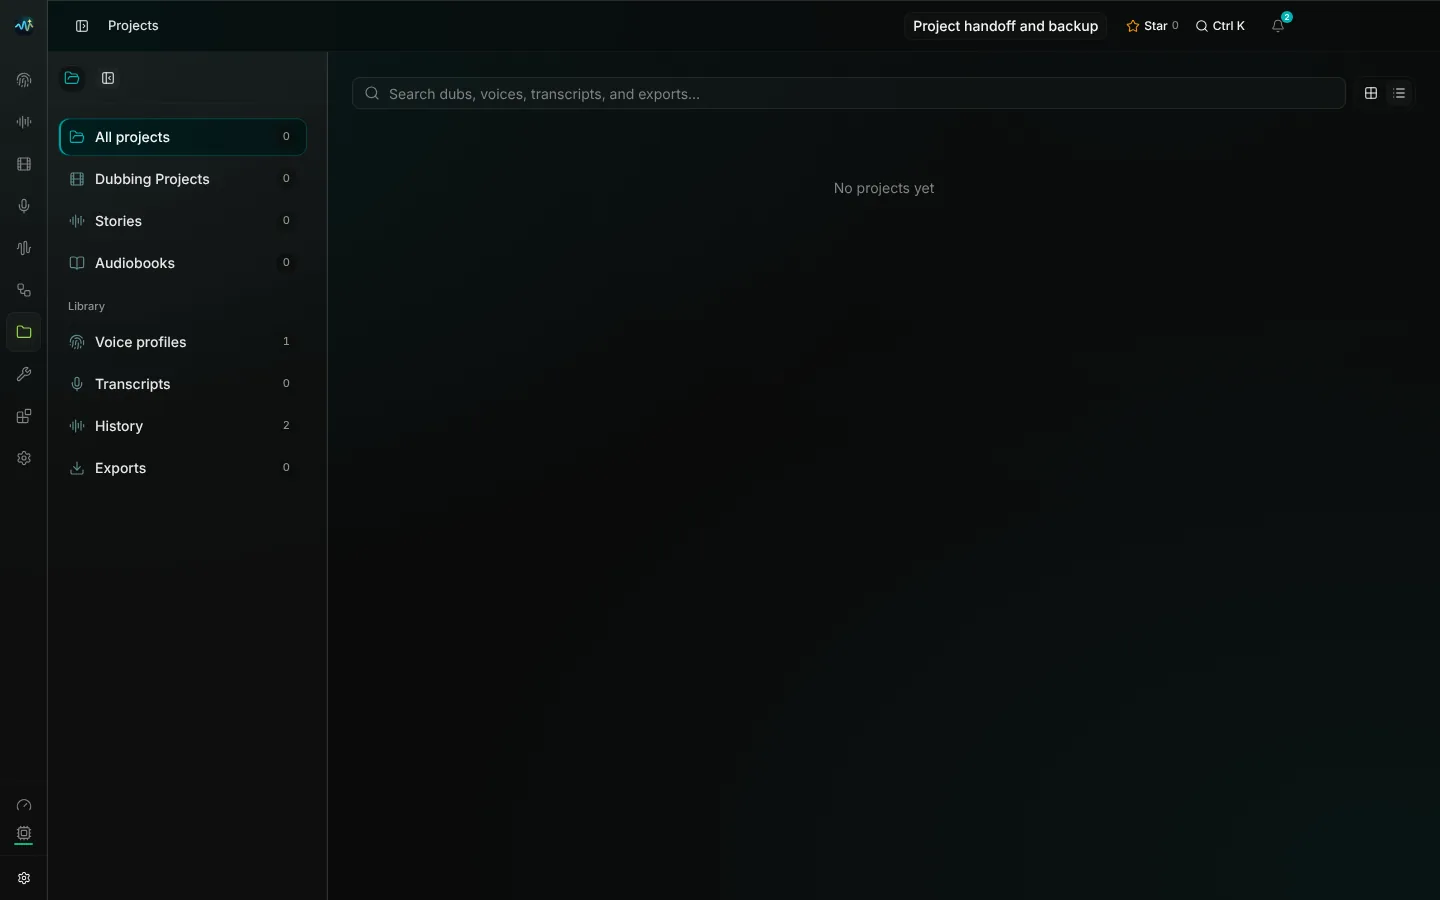 Projects
Project handoff and backup
Star 0
Ctrl K
2
Search dubs, voices, transcripts, and exports...
All projects 0
Dubbing Projects 0
Stories 0
Audiobooks 0
Library
Voice profiles 1
Transcripts 0
History 2
Exports 0
No projects yet